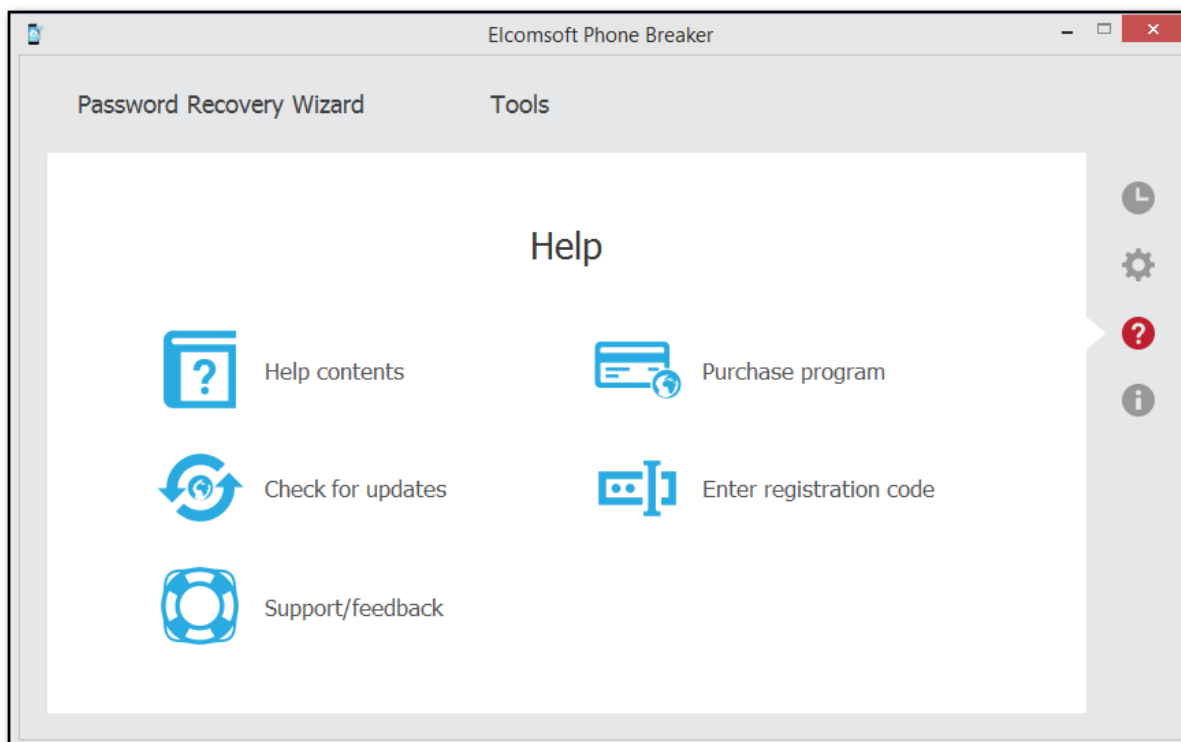 Elcomsoft Phone Breaker
Password Recovery Wizard
Tools
Help
Help contents
Purchase program
Check for updates
Enter registration code
Support/feedback